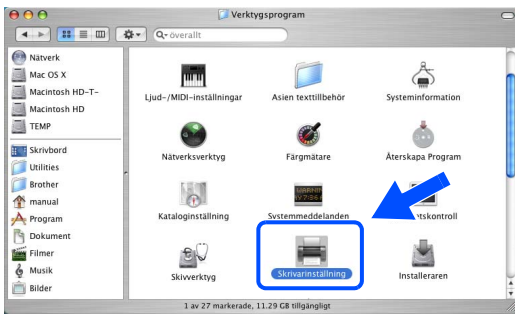 Verktygsprogram
överallt
Nätverk
Mac OS X
Macintosh HD-T-
Macintosh HD
TEMP
Skrivbord
Utilities
Brother
manual
Program
Dokument
Filmer
Musik
Bilder
Ljud-/MIDI-inställningar
Asien texttillbehör
Systeminformation
Nätverksverktyg
Färgmätare
Återskapa Program
Kataloginställning
Systemmeddelanden
Skivverktyg
Skrivarinställning
Installeraren
1 av 27 markerade, 11.29 GB tillgängligt